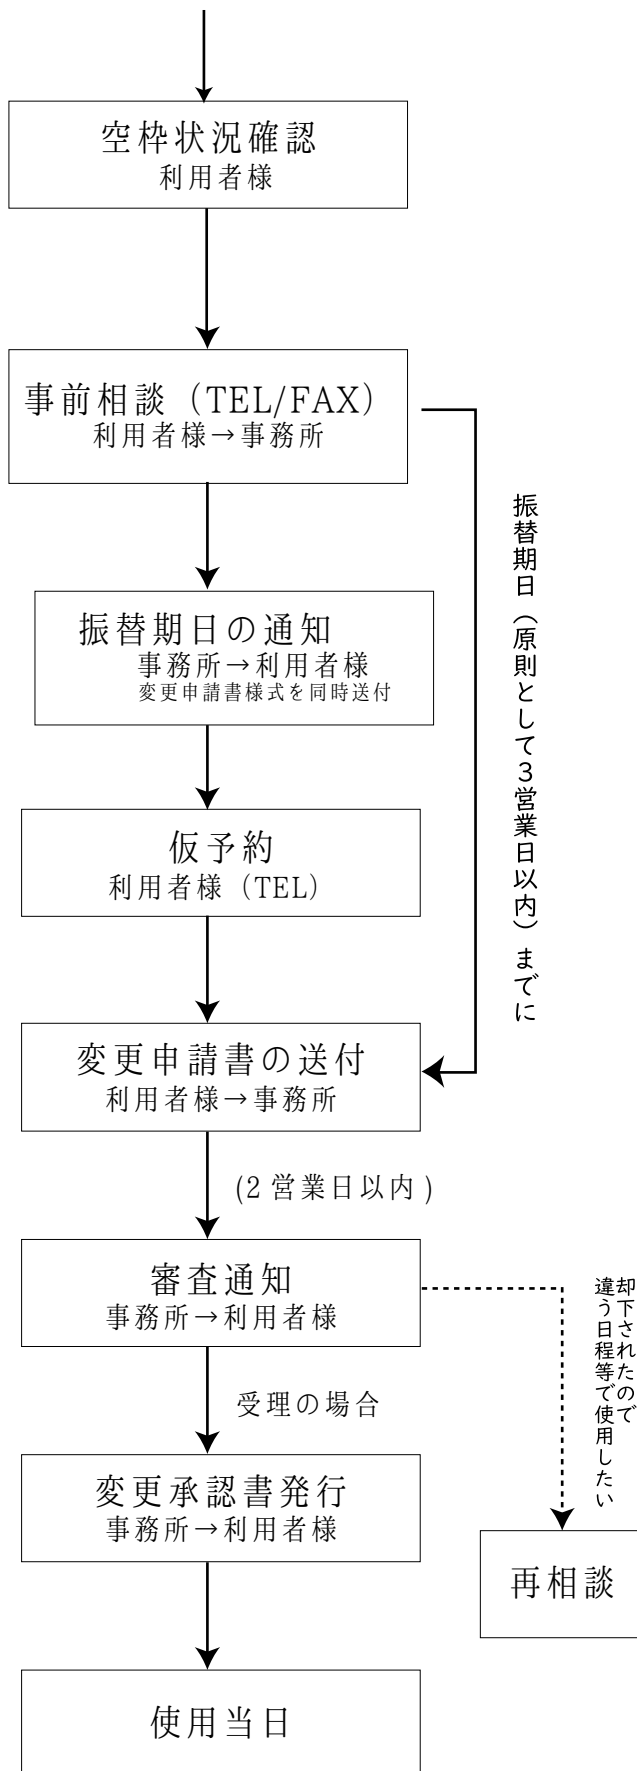 空枠状況確認
利用者様
事前相談（TEL/FAX）
利用者様→事務所
振替期日（原則として３営業日以内）までに
振替期日の通知
事務所→利用者様
変更申請書様式を同時送付
仮予約
利用者様（TEL）
変更申請書の送付
利用者様→事務所
(2 営業日以内 )
審査通知
事務所→利用者様
却下されたので
違う日程等で使用したい
受理の場合
変更承認書発行
事務所→利用者様
再相談
使用当日